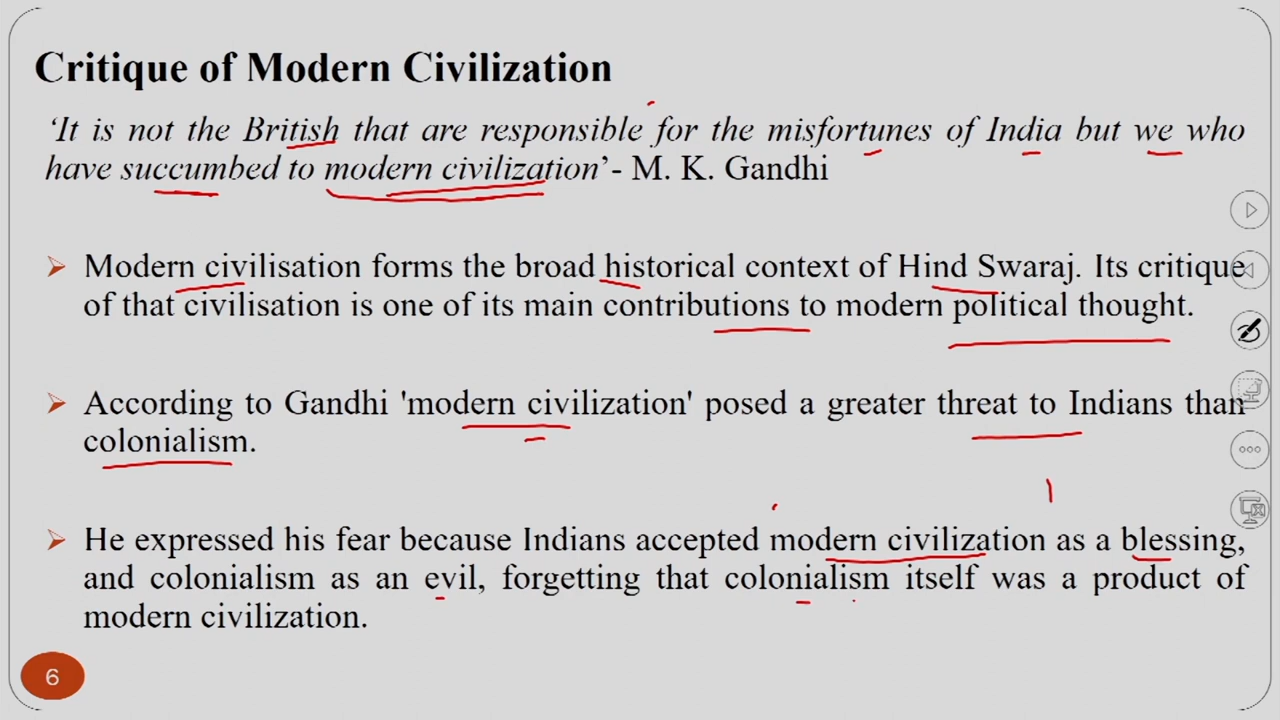 Critique of Modern Civilization
‘It is not the British that are responsible for the misfortunes of India but we who
have succumbed to modern civilization’- M. K. Gandhi
Modern civilisation forms the broad historical context of Hind Swaraj. Its critique
of that civilisation is one of its main contributions to modern political thought.
According to Gandhi 'modern civilization' posed a greater threat to Indians than
colonialism.
He expressed his fear because Indians accepted modern civilization as a blessing,
and colonialism as an evil, forgetting that colonialism itself was a product of
modern civilization.
6